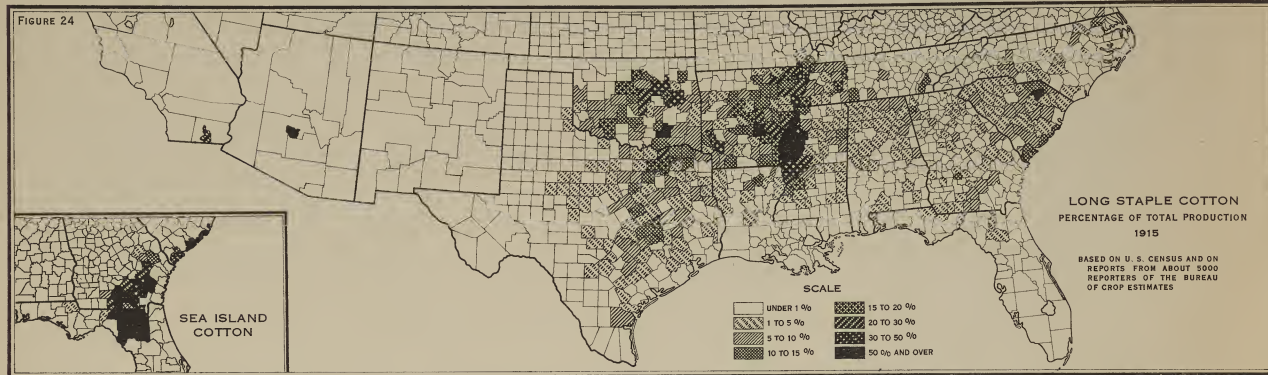 FIGURE 24
LONG STAPLE COTTON
PERCENTAGE OF TOTAL PRODUCTION
1915
BASED ON U. S. CENSUS AND ON
REPORTS FROM ABOUT 5000
REPORTERS OF THE BUREAU
OF CROP ESTIMATES
SEA ISLAND
COTTON
SCALE
UNDER 1 %
1 TO 5 %
5 TO 10 %
10 TO 15 %
15 TO 20 %
20 TO 30 %
30 TO 50 %
50 % AND OVER